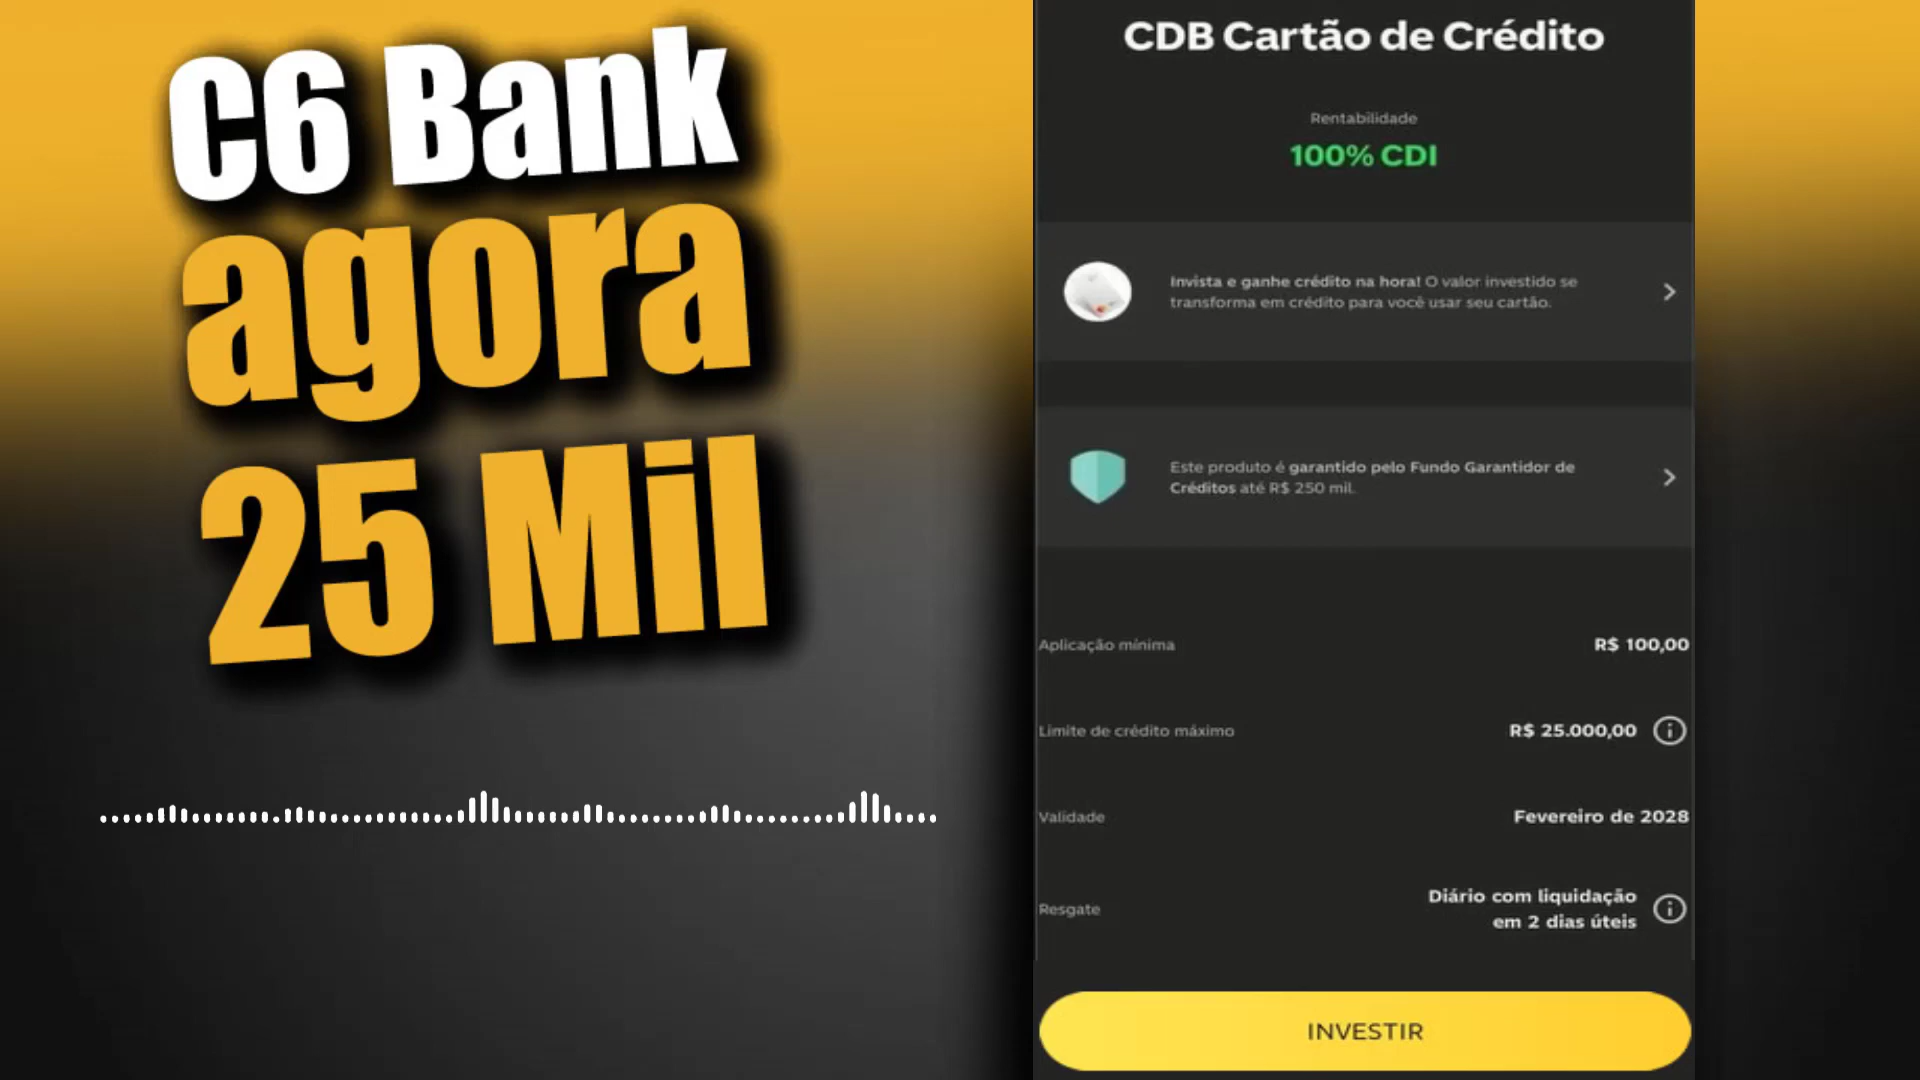 C6 Bank
agora
25 Mil
CDB Cartão de Crédito
Rentabilidade
100% CDI
Invista e ganhe crédito na hora! O valor investido se
transforma em crédito para você usar seu cartão.
Este produto é garantido pelo Fundo Garantidor de
Créditos até R$ 250 mil.
Aplicação mínima
R$ 100,00
Limite de crédito máximo
R$ 25.000,00
Validade
Fevereiro de 2028
Resgate
Diário com liquidação
em 2 dias úteis
INVESTIR